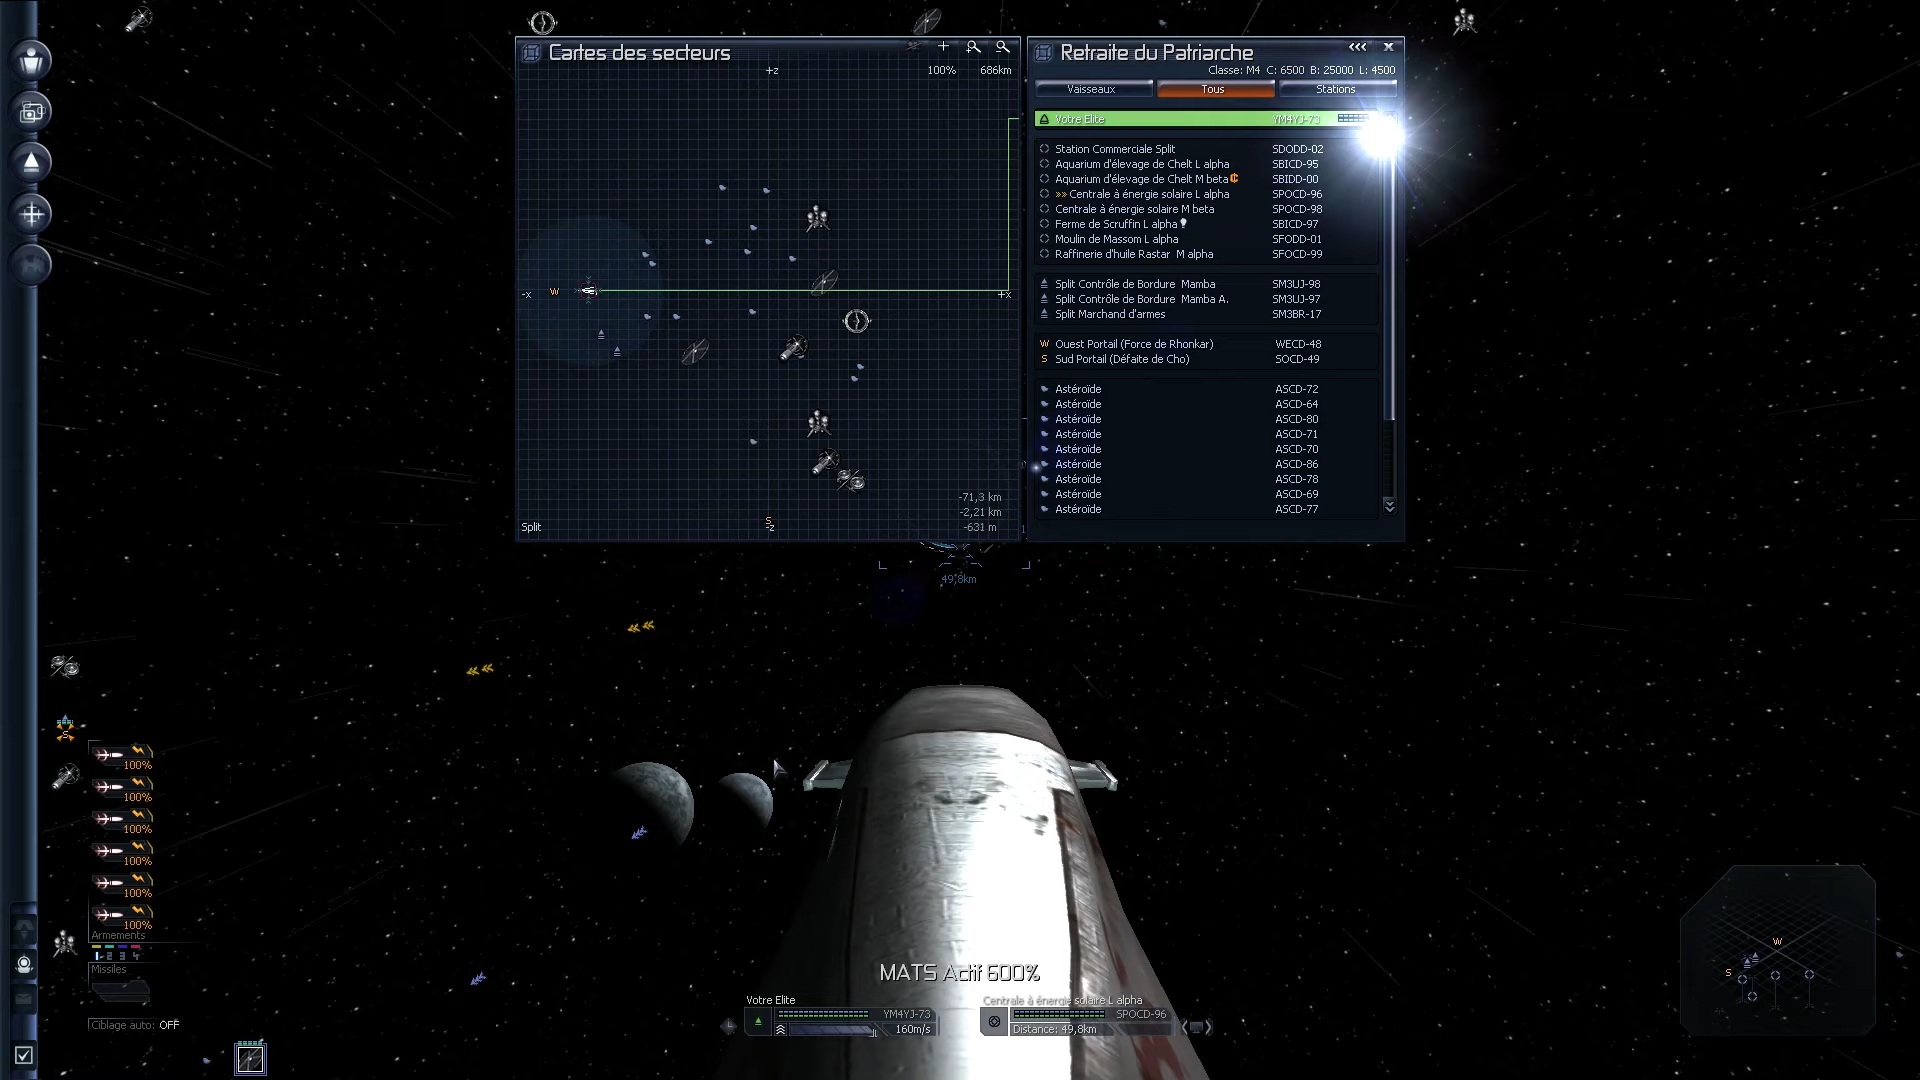 Cartes des secteurs
+z
100%
686km
-x
W
+x
S
-z
-71,3 km
-2,21 km
-631 m
Split
Retraite du Patriarche
Classe: M4 C: 6500 B: 25000 L: 4500
Vaisseaux
Tous
Stations
Votre Elite YM4YJ-73
Station Commerciale Split SDODD-02
Aquarium d'élevage de Chelt L alpha SBICD-95
Aquarium d'élevage de Chelt M beta SBIDD-00
»» Centrale à énergie solaire L alpha SPOCD-96
Centrale à énergie solaire M beta SPOCD-98
Ferme de Scruffin L alpha SBICD-97
Moulin de Massom L alpha SFODD-01
Raffinerie d'huile Rastar M alpha SFOCD-99
Split Contrôle de Bordure Mamba SM3UJ-98
Split Contrôle de Bordure Mamba A. SM3UJ-97
Split Marchand d'armes SM3BR-17
W Ouest Portail (Force de Rhonkar) WECD-48
S Sud Portail (Défaite de Cho) SOCD-49
Astéroïde ASCD-72
Astéroïde ASCD-64
Astéroïde ASCD-80
Astéroïde ASCD-71
Astéroïde ASCD-70
Astéroïde ASCD-86
Astéroïde ASCD-78
Astéroïde ASCD-69
Astéroïde ASCD-77
49,8km
S
100%
100%
100%
100%
100%
100%
Armements
1 2 3 4
Missiles
Ciblage auto: OFF
MATS Actif 600%
Votre Elite
YM4YJ-73
160m/s
Centrale à énergie solaire L alpha
SPOCD-96
Distance: 49,8km
W
S